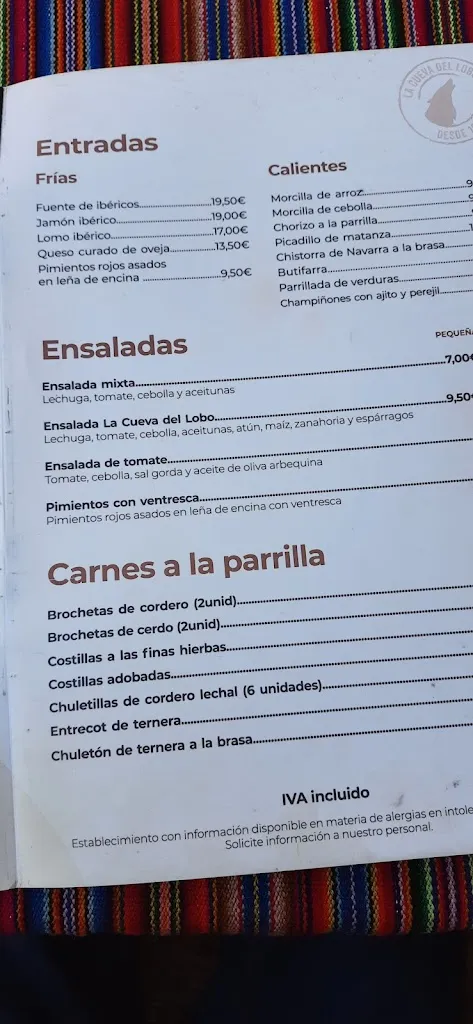 LA CUEVA DEL LOBO
DESDE
Entradas
Frías
Fuente de ibéricos.....19,50€
Jamón ibérico.....19,00€
Lomo ibérico.....17,00€
Queso curado de oveja.....13,50€
Pimientos rojos asados
en leña de encina .....9,50€
Calientes
Morcilla de arroz.....9
Morcilla de cebolla.....
Chorizo a la parrilla.....
Picadillo de matanza.....1
Chistorra de Navarra a la brasa.....
Butifarra.....
Parrillada de verduras.....
Champiñones con ajito y perejil.....
Ensaladas
PEQUEÑA
Ensalada mixta.....7,00€
Lechuga, tomate, cebolla y aceitunas
Ensalada La Cueva del Lobo.....9,50€
Lechuga, tomate, cebolla, aceitunas, atún, maíz, zanahoria y espárragos
Ensalada de tomate.....
Tomate, cebolla, sal gorda y aceite de oliva arbequina
Pimientos con ventresca.....
Pimientos rojos asados en leña de encina con ventresca
Carnes a la parrilla
Brochetas de cordero (2unid).....
Brochetas de cerdo (2unid).....
Costillas a las finas hierbas.....
Costillas adobadas.....
Chuletillas de cordero lechal (6 unidades).....
Entrecot de ternera.....
Chuletón de ternera a la brasa.....
IVA incluido
Establecimiento con información disponible en materia de alergias en intole
Solicite información a nuestro personal.